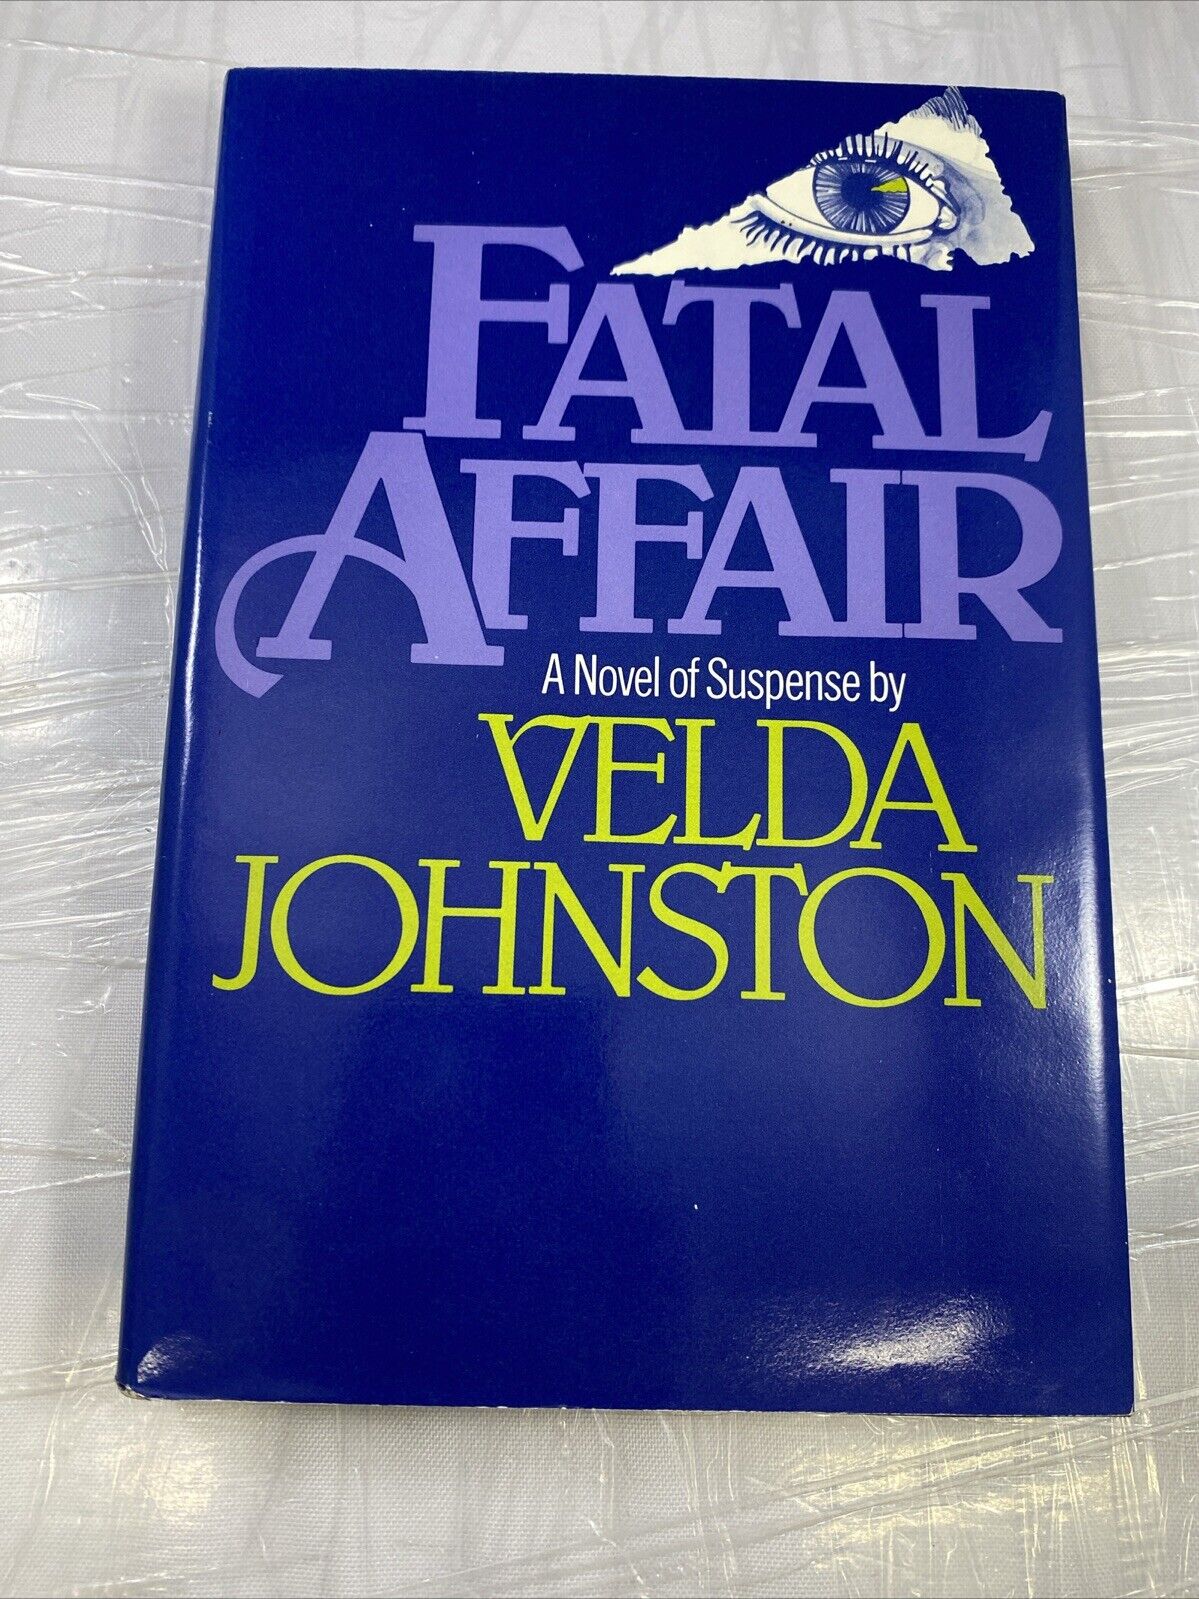 FATAL
AFFAIR
A Novel of Suspense by
VELDA
JOHNSTON